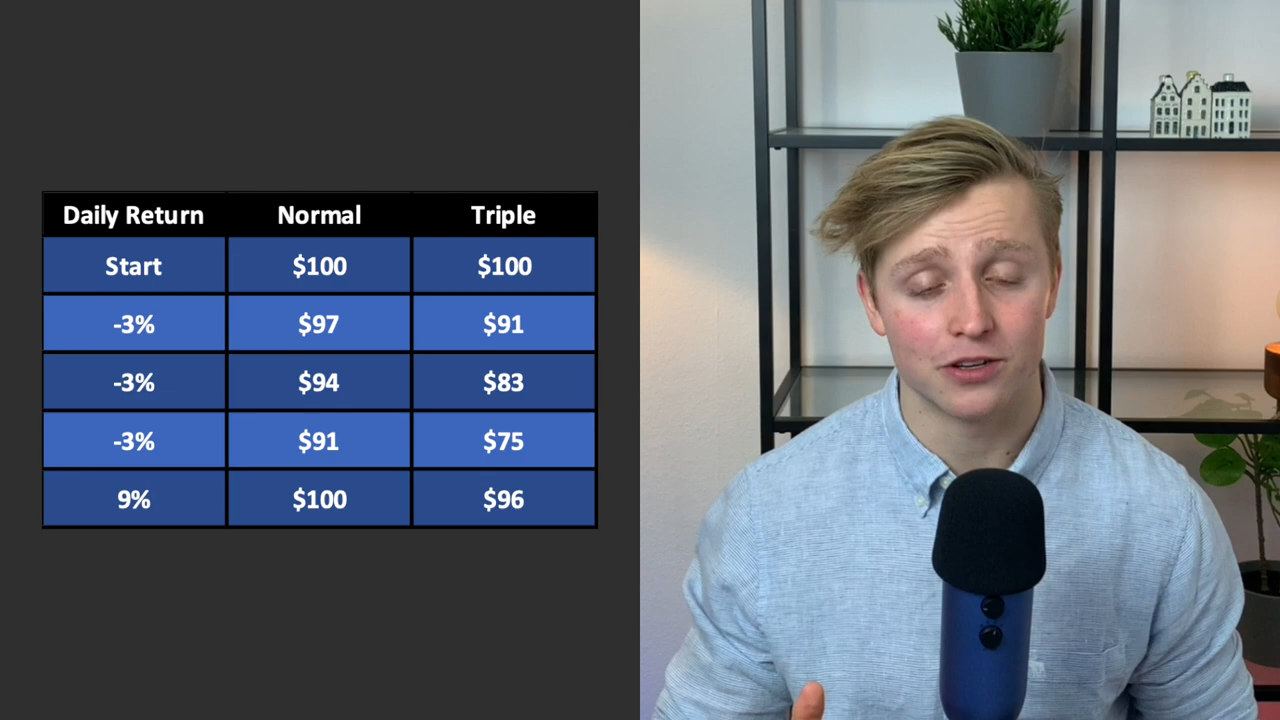 Daily Return Normal Triple
Start $100 $100
-3% $97 $91
-3% $94 $83
-3% $91 $75
9% $100 $96